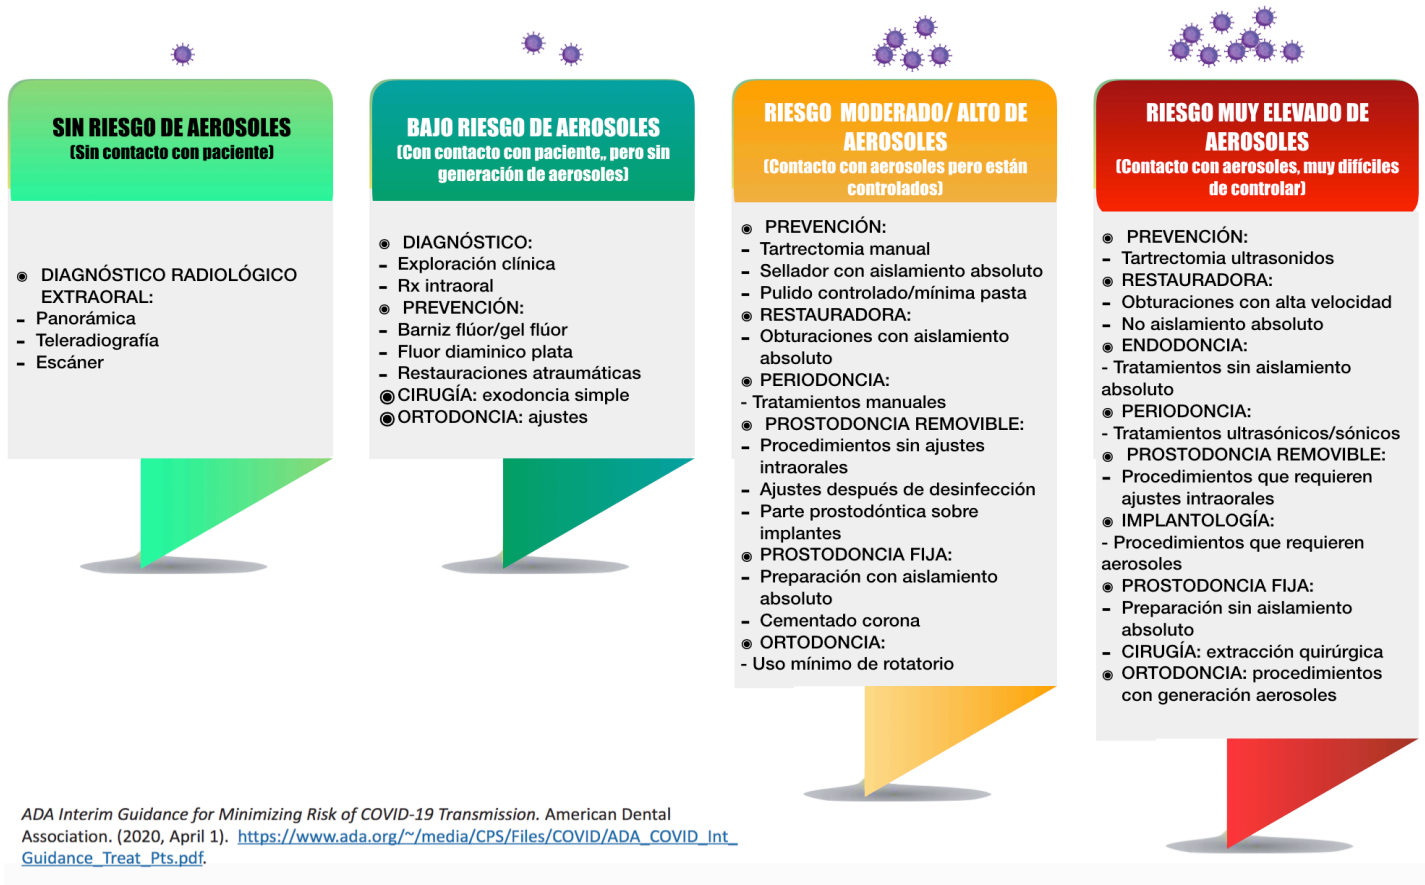 SIN RIESGO DE AEROSOLES
(Sin contacto con paciente)
◉ DIAGNÓSTICO RADIOLÓGICO
EXTRAORAL:
- Panorámica
- Teleradiografía
- Escáner
BAJO RIESGO DE AEROSOLES
(Con contacto con paciente,, pero sin
generación de aerosoles)
◉ DIAGNÓSTICO:
- Exploración clínica
- Rx intraoral
◉ PREVENCIÓN:
- Barniz flúor/gel flúor
- Fluor diaminico plata
- Restauraciones atraumáticas
◉ CIRUGÍA: exodoncia simple
◉ ORTODONCIA: ajustes
RIESGO MODERADO/ ALTO DE
AEROSOLES
(Contacto con aerosoles pero están
controlados)
◉ PREVENCIÓN:
- Tartrectomia manual
- Sellador con aislamiento absoluto
- Pulido controlado/mínima pasta
◉ RESTAURADORA:
- Obturaciones con aislamiento
absoluto
◉ PERIODONCIA:
- Tratamientos manuales
◉ PROSTODONCIA REMOVIBLE:
- Procedimientos sin ajustes
intraorales
- Ajustes después de desinfección
- Parte prostodóntica sobre
implantes
◉ PROSTODONCIA FIJA:
- Preparación con aislamiento
absoluto
- Cementado corona
◉ ORTODONCIA:
- Uso mínimo de rotatorio
RIESGO MUY ELEVADO DE
AEROSOLES
(Contacto con aerosoles, muy difíciles
de controlar)
◉ PREVENCIÓN:
- Tartrectomia ultrasonidos
◉ RESTAURADORA:
- Obturaciones con alta velocidad
- No aislamiento absoluto
◉ ENDODONCIA:
- Tratamientos sin aislamiento
absoluto
◉ PERIODONCIA:
- Tratamientos ultrasónicos/sónicos
◉ PROSTODONCIA REMOVIBLE:
- Procedimientos que requieren
ajustes intraorales
◉ IMPLANTOLOGÍA:
- Procedimientos que requieren
aerosoles
◉ PROSTODONCIA FIJA:
- Preparación sin aislamiento
absoluto
- CIRUGÍA: extracción quirúrgica
◉ ORTODONCIA: procedimientos
con generación aerosoles
ADA Interim Guidance for Minimizing Risk of COVID-19 Transmission. American Dental
Association. (2020, April 1). https://www.ada.org/~/media/CPS/Files/COVID/ADA_COVID_Int_
Guidance_Treat_Pts.pdf.